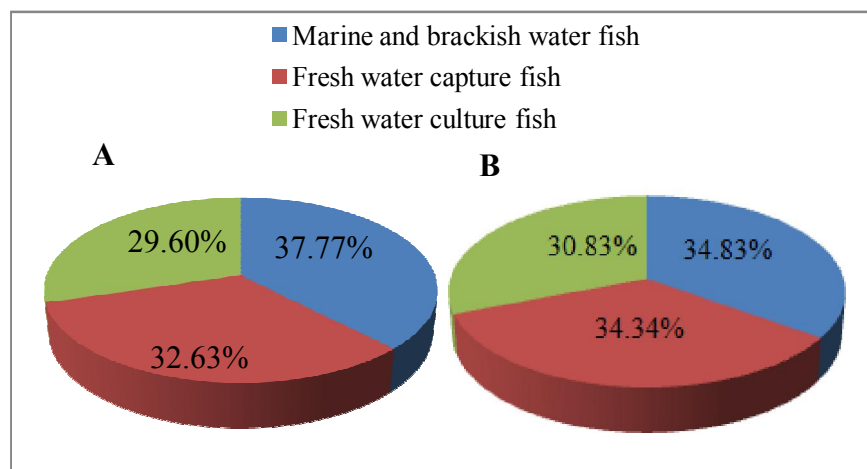 Marine and brackish water fish
Fresh water capture fish
Fresh water culture fish
A
B
29.60%
37.77%
32.63%
30.83%
34.83%
34.34%